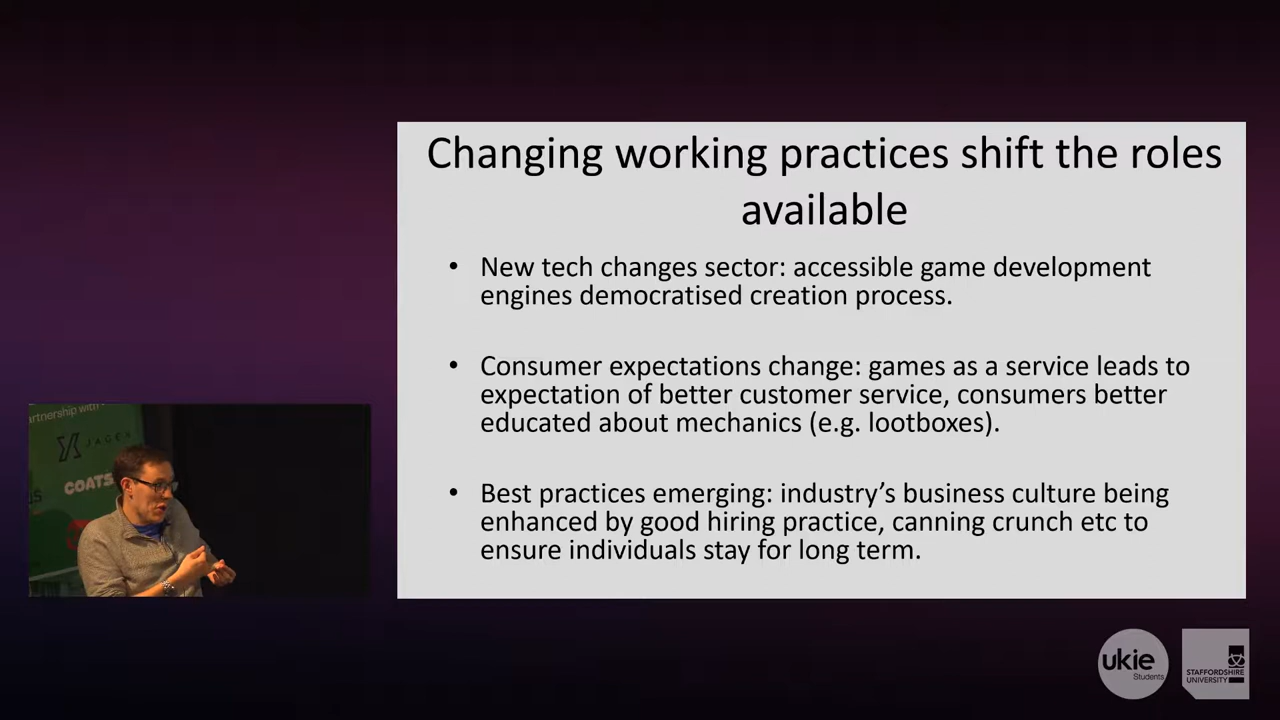 Changing working practices shift the roles
available
• New tech changes sector: accessible game development
engines democratised creation process.
• Consumer expectations change: games as a service leads to
expectation of better customer service, consumers better
educated about mechanics (e.g. lootboxes).
• Best practices emerging: industry’s business culture being
enhanced by good hiring practice, canning crunch etc to
ensure individuals stay for long term.
artnership with
JAGEX
COATS
ukie
Students
STAFFORDSHIRE
UNIVERSITY